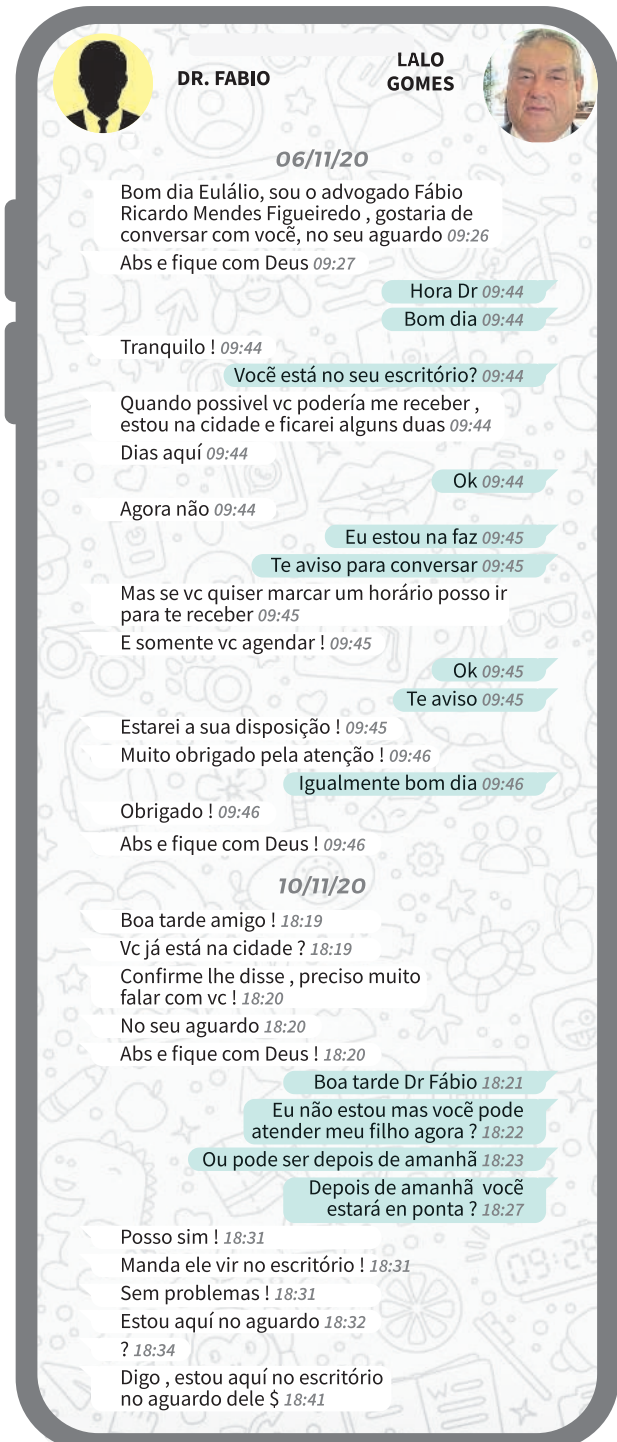 DR. FABIO
LALO
GOMES
06/11/20
Bom dia Eulálio, sou o advogado Fábio
Ricardo Mendes Figueiredo , gostaria de
conversar com você, no seu aguardo 09:26
Abs e fique com Deus 09:27
Hora Dr 09:44
Bom dia 09:44
Tranquilo ! 09:44
Você está no seu escritório? 09:44
Quando possivel vc podería me receber ,
estou na cidade e ficarei alguns duas 09:44
Dias aquí 09:44
Ok 09:44
Agora não 09:44
Eu estou na faz 09:45
Te aviso para conversar 09:45
Mas se vc quiser marcar um horário posso ir
para te receber 09:45
E somente vc agendar ! 09:45
Ok 09:45
Te aviso 09:45
Estarei a sua disposição ! 09:45
Muito obrigado pela atenção ! 09:46
Igualmente bom dia 09:46
Obrigado ! 09:46
Abs e fique com Deus ! 09:46
10/11/20
Boa tarde amigo ! 18:19
Vc já está na cidade ? 18:19
Confirme lhe disse , preciso muito
falar com vc ! 18:20
No seu aguardo 18:20
Abs e fique com Deus ! 18:20
Boa tarde Dr Fábio 18:21
Eu não estou mas você pode
atender meu filho agora ? 18:22
Ou pode ser depois de amanhã 18:23
Depois de amanhã você
estará en ponta ? 18:27
Posso sim ! 18:31
Manda ele vir no escritório ! 18:31
Sem problemas ! 18:31
Estou aquí no aguardo 18:32
? 18:34
Digo , estou aquí no escritório
no aguardo dele $ 18:41